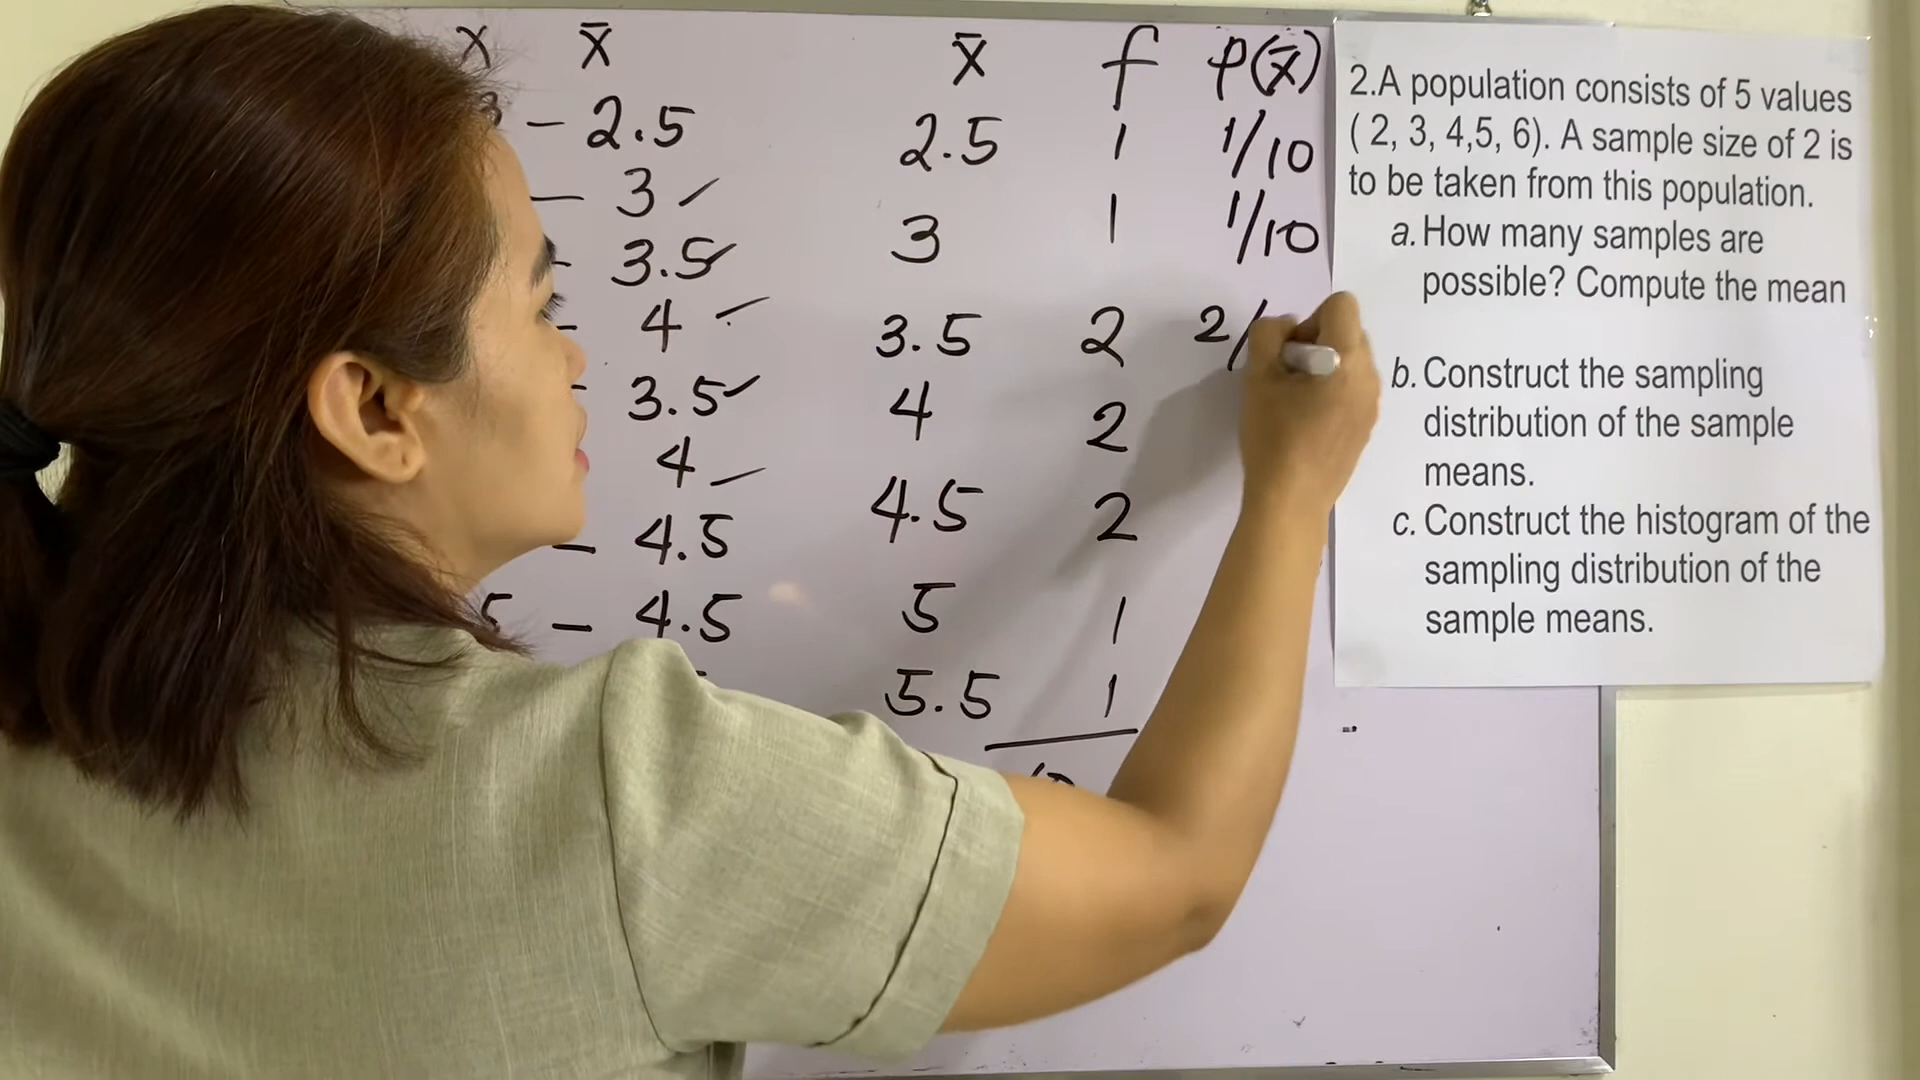 X X̄
3 - 2.5
— 3 ✓
- 3.5 ✓
- 4 ✓
- 3.5 ✓
4 ✓
- 4.5
5 - 4.5
X̄ f P(X̄)
2.5 1 1/10
3 1 1/10
3.5 2 2/
4 2
4.5 2
5 1
5.5 1
10
2.A population consists of 5 values
( 2, 3, 4,5, 6). A sample size of 2 is
to be taken from this population.
a. How many samples are
possible? Compute the mean
b. Construct the sampling
distribution of the sample
means.
c. Construct the histogram of the
sampling distribution of the
sample means.